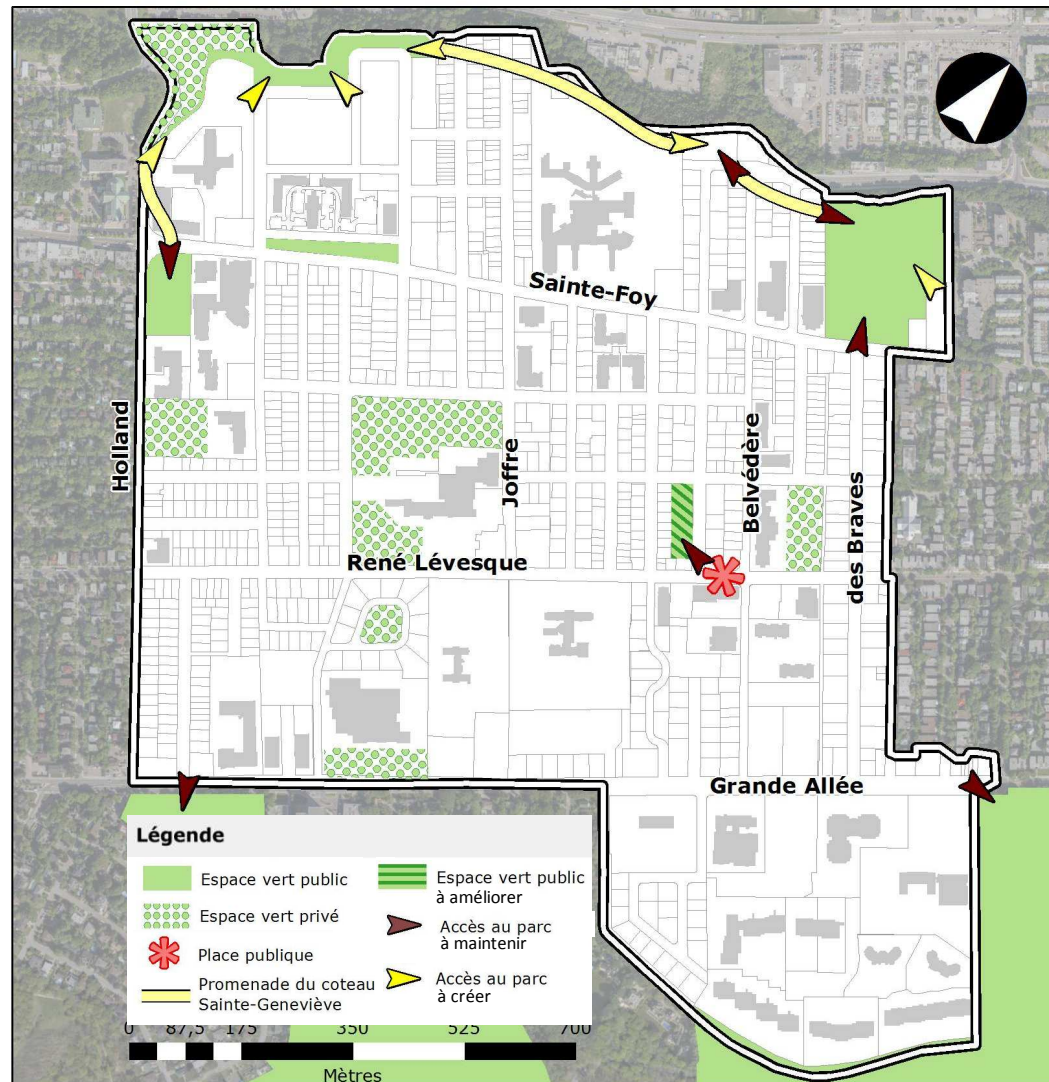 Sainte-Foy
Holland
Joffre
Belvédère
des Braves
René Lévesque
Grande Allée
Légende
Espace vert public
Espace vert privé
Place publique
Promenade du coteau
Sainte-Geneviève
Espace vert public
à améliorer
Accès au parc
à maintenir
Accès au parc
à créer
0 87,5 175 350 525 700
Mètres